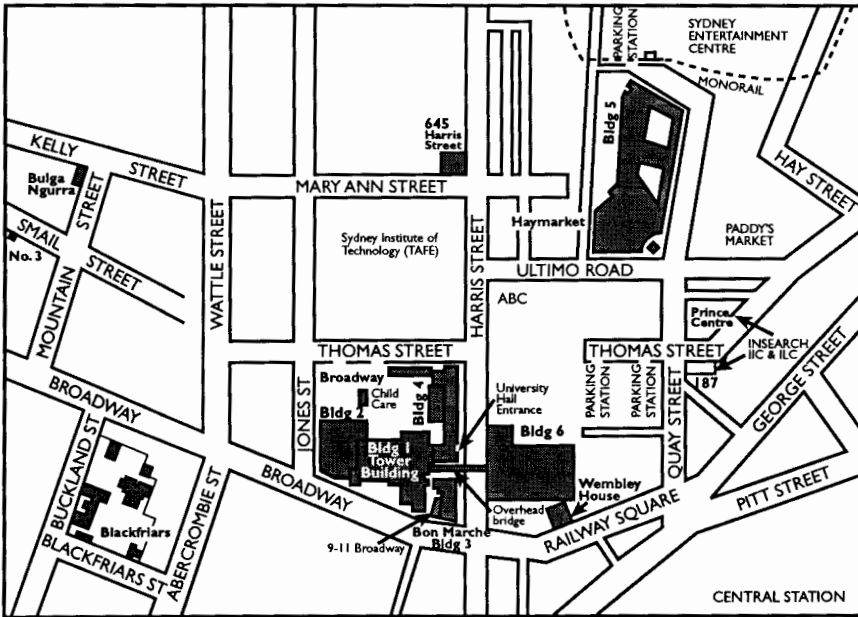 PARKING
STATION
SYDNEY
ENTERTAINMENT
CENTRE
MONORAIL
Bldg 5
645
Harris
Street
KELLY
STREET
Bulga
Ngurra
MARY ANN STREET
HAY STREET
SMAIL
STREET
No. 3
MOUNTAIN
STREET
WATTLE STREET
Sydney Institute of
Technology (TAFE)
HARRIS STREET
Haymarket
PADDY'S
MARKET
ULTIMO ROAD
ABC
Prince
Centre
INSEARCH
IIC & ILC
THOMAS STREET
THOMAS STREET
187
GEORGE STREET
BROADWAY
JONES ST
Broadway
Child
Care
Bldg 4
Bldg 2
University
Hall
Entrance
PARKING
STATION
PARKING
STATION
QUAY STREET
Bldg 1
Tower
Building
Bldg 6
BUCKLAND ST
BROADWAY
Wembley
House
PITT STREET
Overhead
bridge
RAILWAY SQUARE
Blackfriars
ABERCROMBIE ST
BLACKFRIARS ST
9-11 Broadway
Bon Marche
Bldg 3
CENTRAL STATION